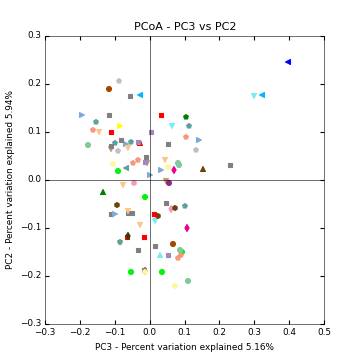 PCoA - PC3 vs PC2
PC2 - Percent variation explained 5.94%
0.3
0.2
0.1
0.0
−0.1
−0.2
−0.3
−0.3 −0.2 −0.1 0.0 0.1 0.2 0.3 0.4 0.5
PC3 - Percent variation explained 5.16%